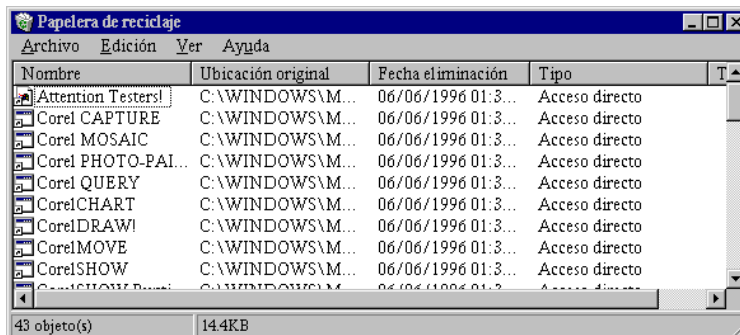 Papelera de reciclaje
Archivo Edición Ver Ayuda
Nombre Ubicación original Fecha eliminación Tipo T
Attention Testers! C:\WINDOWS\M... 06/06/1996 01:3... Acceso directo
Corel CAPTURE C:\WINDOWS\M... 06/06/1996 01:3... Acceso directo
Corel MOSAIC C:\WINDOWS\M... 06/06/1996 01:3... Acceso directo
Corel PHOTO-PAI... C:\WINDOWS\M... 06/06/1996 01:3... Acceso directo
Corel QUERY C:\WINDOWS\M... 06/06/1996 01:3... Acceso directo
CorelCHART C:\WINDOWS\M... 06/06/1996 01:3... Acceso directo
CorelDRAW! C:\WINDOWS\M... 06/06/1996 01:3... Acceso directo
CorelMOVE C:\WINDOWS\M... 06/06/1996 01:3... Acceso directo
CorelSHOW C:\WINDOWS\M... 06/06/1996 01:3... Acceso directo
43 objeto(s) 14.4KB